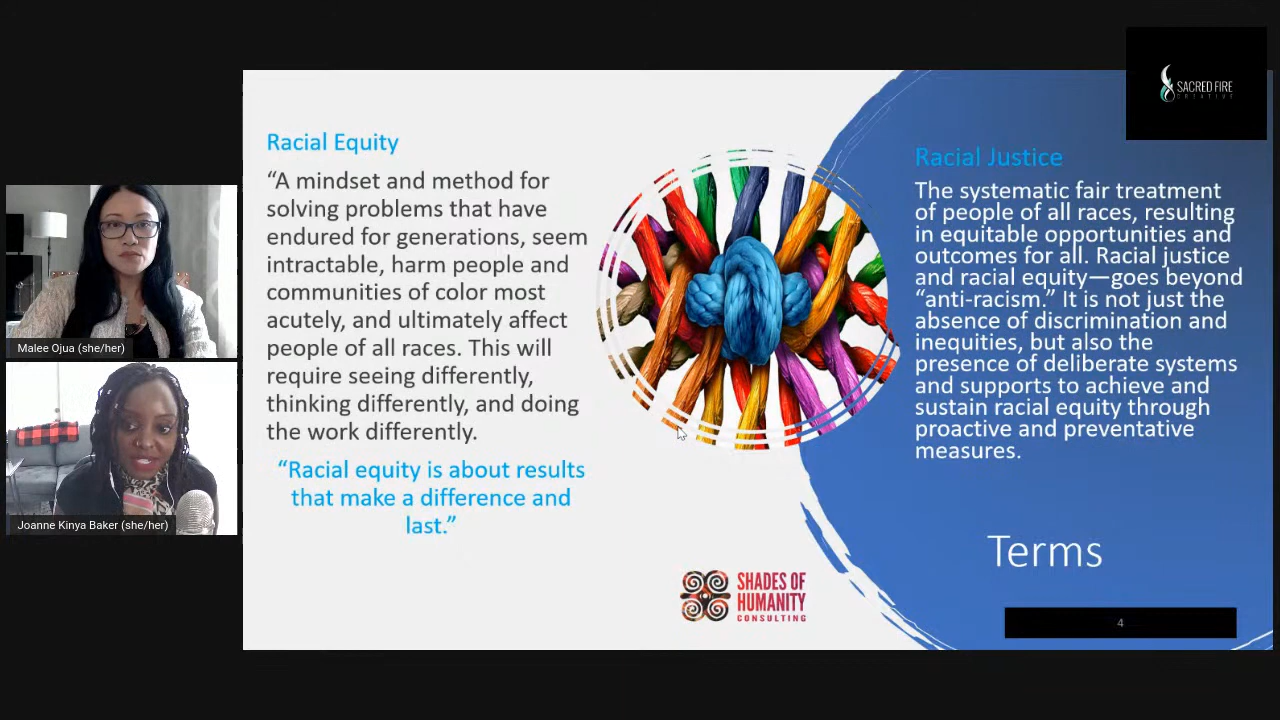 SACRED FIRE
CREATIVE
Racial Equity
“A mindset and method for
solving problems that have
endured for generations, seem
intractable, harm people and
communities of color most
acutely, and ultimately affect
people of all races. This will
require seeing differently,
thinking differently, and doing
the work differently.
“Racial equity is about results
that make a difference and
last.”
Racial Justice
The systematic fair treatment
of people of all races, resulting
in equitable opportunities and
outcomes for all. Racial justice
and racial equity—goes beyond
“anti-racism.” It is not just the
absence of discrimination and
inequities, but also the
presence of deliberate systems
and supports to achieve and
sustain racial equity through
proactive and preventative
measures.
Terms
SHADES OF
HUMANITY
CONSULTING
4
Malee Ojua (she/her)
Joanne Kinya Baker (she/her)